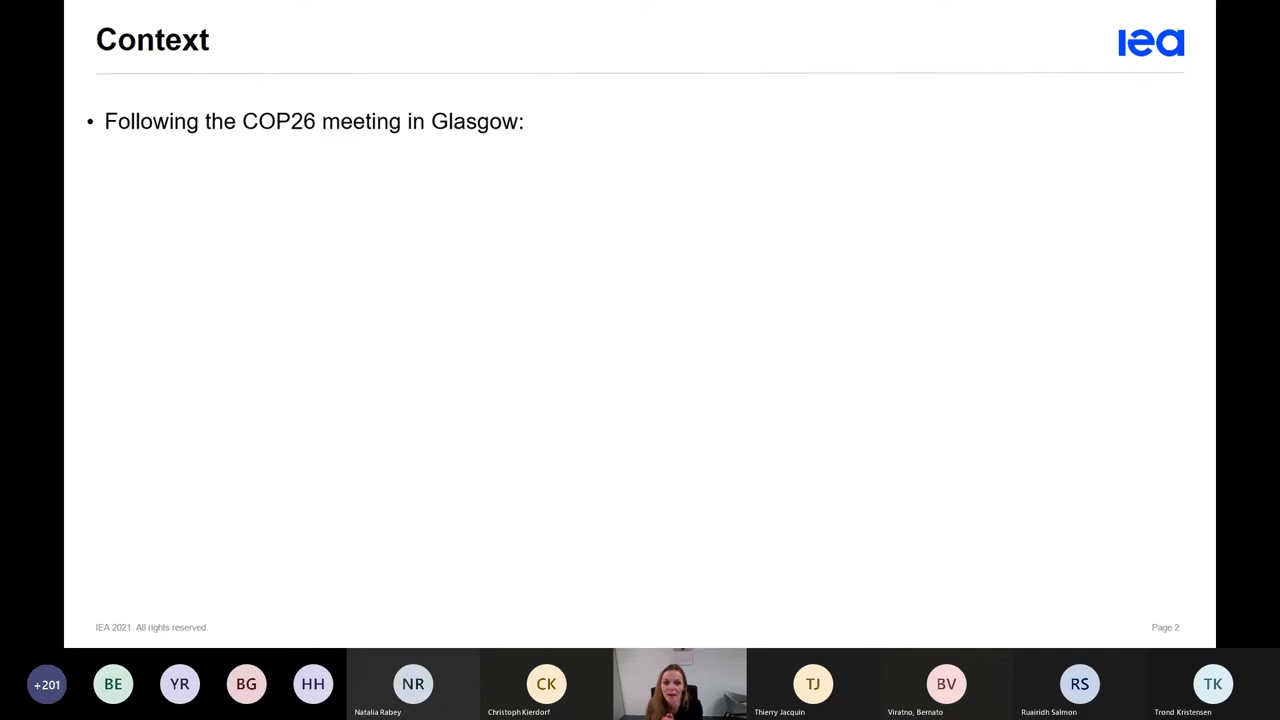 Context
iea
• Following the COP26 meeting in Glasgow:
IEA 2021. All rights reserved.
Page 2
+201
BE
YR
BG
HH
NR
CK
TJ
BV
RS
TK
Natalia Rabey
Christoph Kierdorf
Thierry Jacquin
Viratno, Bernato
Ruairidh Salmon
Trond Kristensen